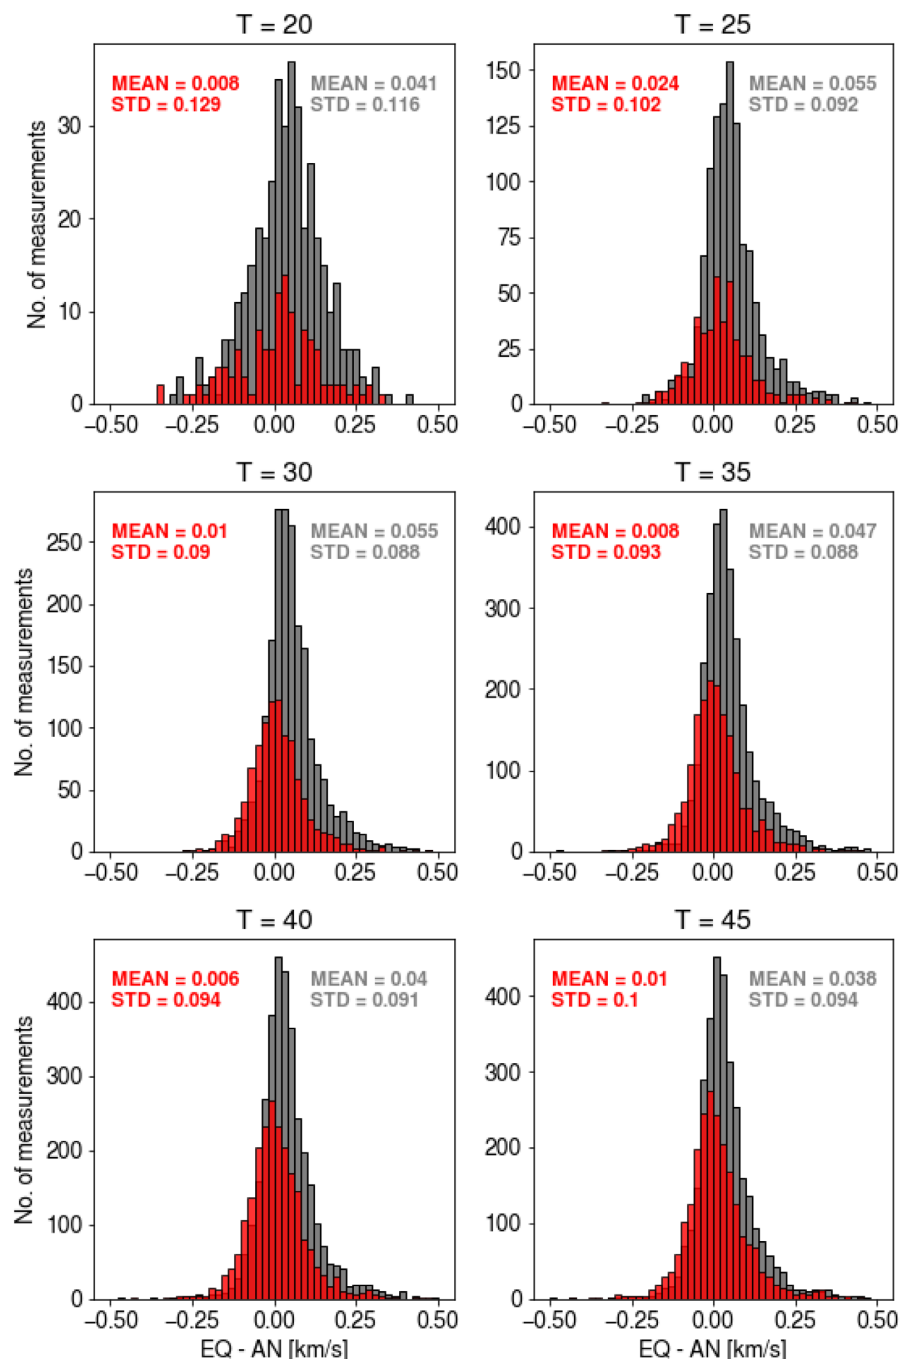 T = 20
T = 25
MEAN = 0.008
STD = 0.129
MEAN = 0.041
STD = 0.116
MEAN = 0.024
STD = 0.102
MEAN = 0.055
STD = 0.092
No. of measurements
30
20
10
0
150
125
100
75
50
25
0
−0.50 −0.25 0.00 0.25 0.50
−0.50 −0.25 0.00 0.25 0.50
T = 30
T = 35
MEAN = 0.01
STD = 0.09
MEAN = 0.055
STD = 0.088
MEAN = 0.008
STD = 0.093
MEAN = 0.047
STD = 0.088
No. of measurements
250
200
150
100
50
0
400
300
200
100
0
−0.50 −0.25 0.00 0.25 0.50
−0.50 −0.25 0.00 0.25 0.50
T = 40
T = 45
MEAN = 0.006
STD = 0.094
MEAN = 0.04
STD = 0.091
MEAN = 0.01
STD = 0.1
MEAN = 0.038
STD = 0.094
No. of measurements
400
300
200
100
0
400
300
200
100
0
−0.50 −0.25 0.00 0.25 0.50
−0.50 −0.25 0.00 0.25 0.50
EQ - AN [km/s]
EQ - AN [km/s]